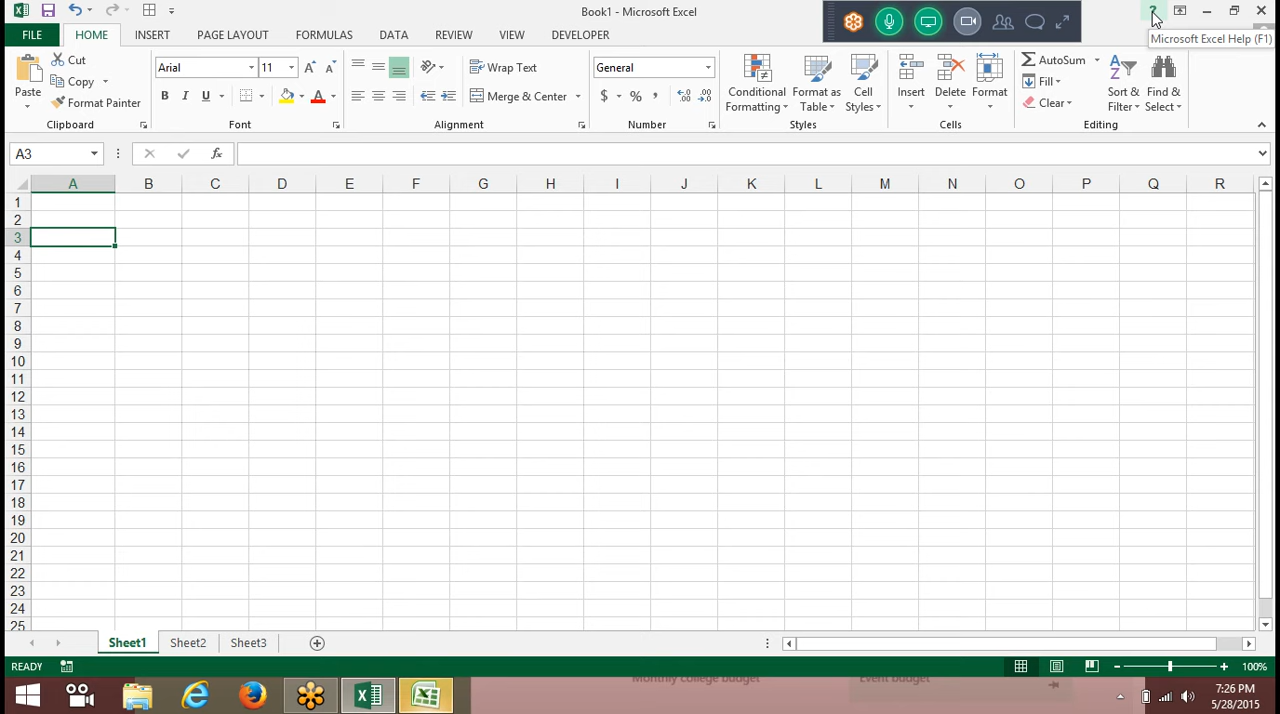 Book1 - Microsoft Excel
?
Microsoft Excel Help (F1)
FILE HOME PAGE LAYOUT FORMULAS DATA REVIEW VIEW DEVELOPER
Paste
Cut
Copy
Format Painter
Clipboard
Arial 11
B I U A
Font
Wrap Text
Merge & Center
Alignment
General
$ % ,
Number
Conditional Formatting
Format as Table
Cell Styles
Styles
Insert Delete Format
Cells
AutoSum
Fill
Clear
Sort & Filter
Find & Select
Editing
A3 fx
A B C D E F G H I J K L M N O P Q R
1
2
3
4
5
6
7
8
9
10
11
12
13
14
15
16
17
18
19
20
21
22
23
24
25
Sheet1 Sheet2 Sheet3
READY 100%
Monthly college budget Event budget
7:26 PM
5/28/2015